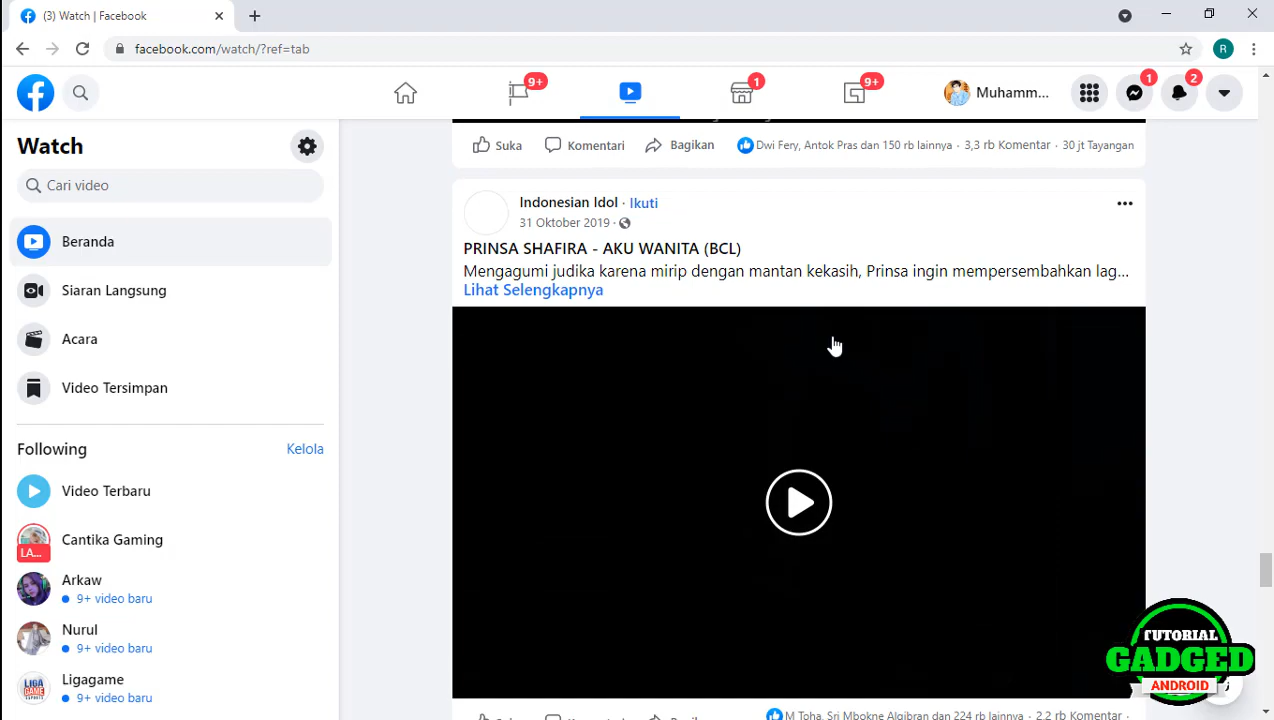 (3) Watch | Facebook
facebook.com/watch/?ref=tab
R
9+
1
9+
Muhamm...
1
2
Watch
Cari video
Beranda
Siaran Langsung
Acara
Video Tersimpan
Following
Kelola
Video Terbaru
LA...
Cantika Gaming
Arkaw
9+ video baru
Nurul
9+ video baru
LIGA GAME
Ligagame
9+ video baru
Suka
Komentari
Bagikan
Dwi Fery, Antok Pras dan 150 rb lainnya · 3,3 rb Komentar · 30 jt Tayangan
Indonesian Idol · Ikuti
31 Oktober 2019 ·
PRINSA SHAFIRA - AKU WANITA (BCL)
Mengagumi judika karena mirip dengan mantan kekasih, Prinsa ingin mempersembahkan lag...
Lihat Selengkapnya
M Toha, Sri Mbokne Algibran dan 224 rb lainnya · 2,2 rb Komentar ·
TUTORIAL
GADGED
ANDROID